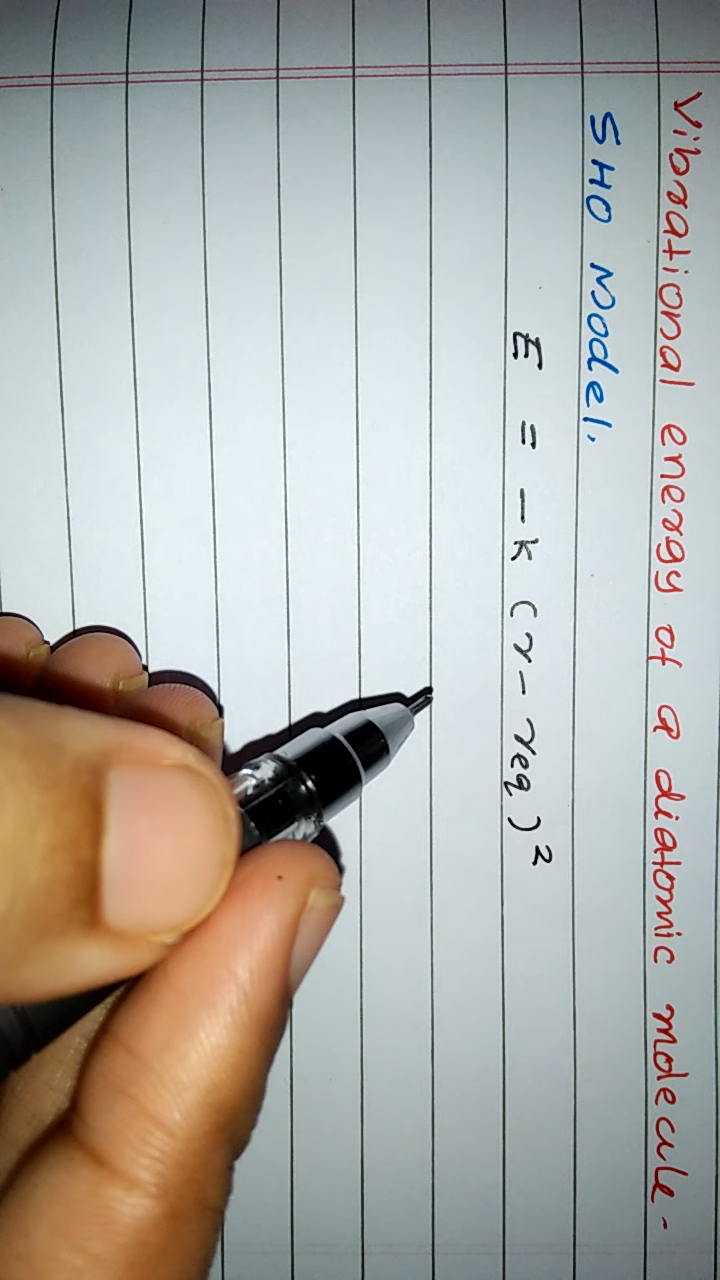 Vibrational energy of a diatomic molecule.
SHO Model.
E = - k (r - req)²